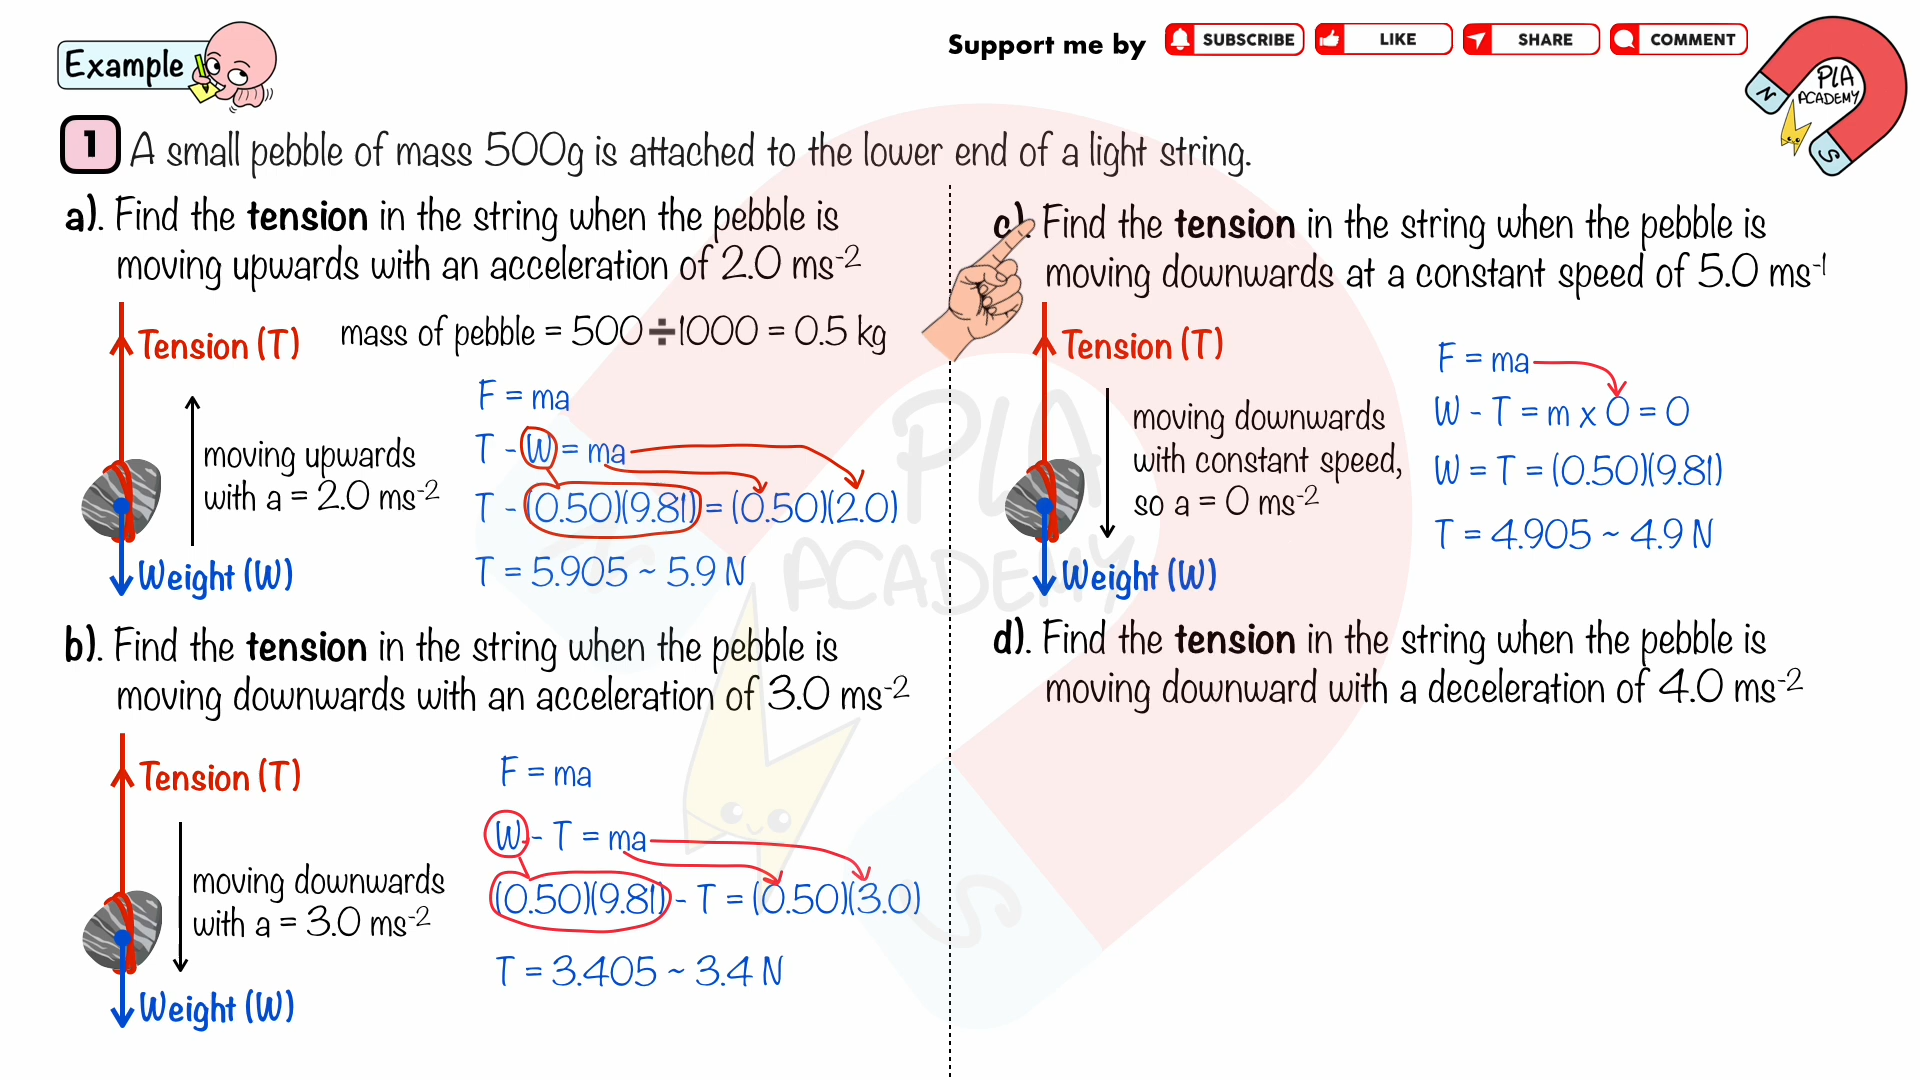 Example
Support me by
SUBSCRIBE
LIKE
SHARE
COMMENT
PLA
ACADEMY
N
S
1 A small pebble of mass 500g is attached to the lower end of a light string.
a). Find the tension in the string when the pebble is
moving upwards with an acceleration of 2.0 ms⁻²
Tension (T)
mass of pebble = 500÷1000 = 0.5 kg
moving upwards
with a = 2.0 ms⁻²
Weight (W)
F = ma
T - W = ma
T - (0.50)(9.81) = (0.50)(2.0)
T = 5.905 ~ 5.9 N
b). Find the tension in the string when the pebble is
moving downwards with an acceleration of 3.0 ms⁻²
Tension (T)
moving downwards
with a = 3.0 ms⁻²
Weight (W)
F = ma
W - T = ma
(0.50)(9.81) - T = (0.50)(3.0)
T = 3.405 ~ 3.4 N
c). Find the tension in the string when the pebble is
moving downwards at a constant speed of 5.0 ms⁻¹
Tension (T)
moving downwards
with constant speed,
so a = 0 ms⁻²
Weight (W)
F = ma
W - T = m x 0 = 0
W = T = (0.50)(9.81)
T = 4.905 ~ 4.9 N
d). Find the tension in the string when the pebble is
moving downward with a deceleration of 4.0 ms⁻²
PLA
ACADEMY
S